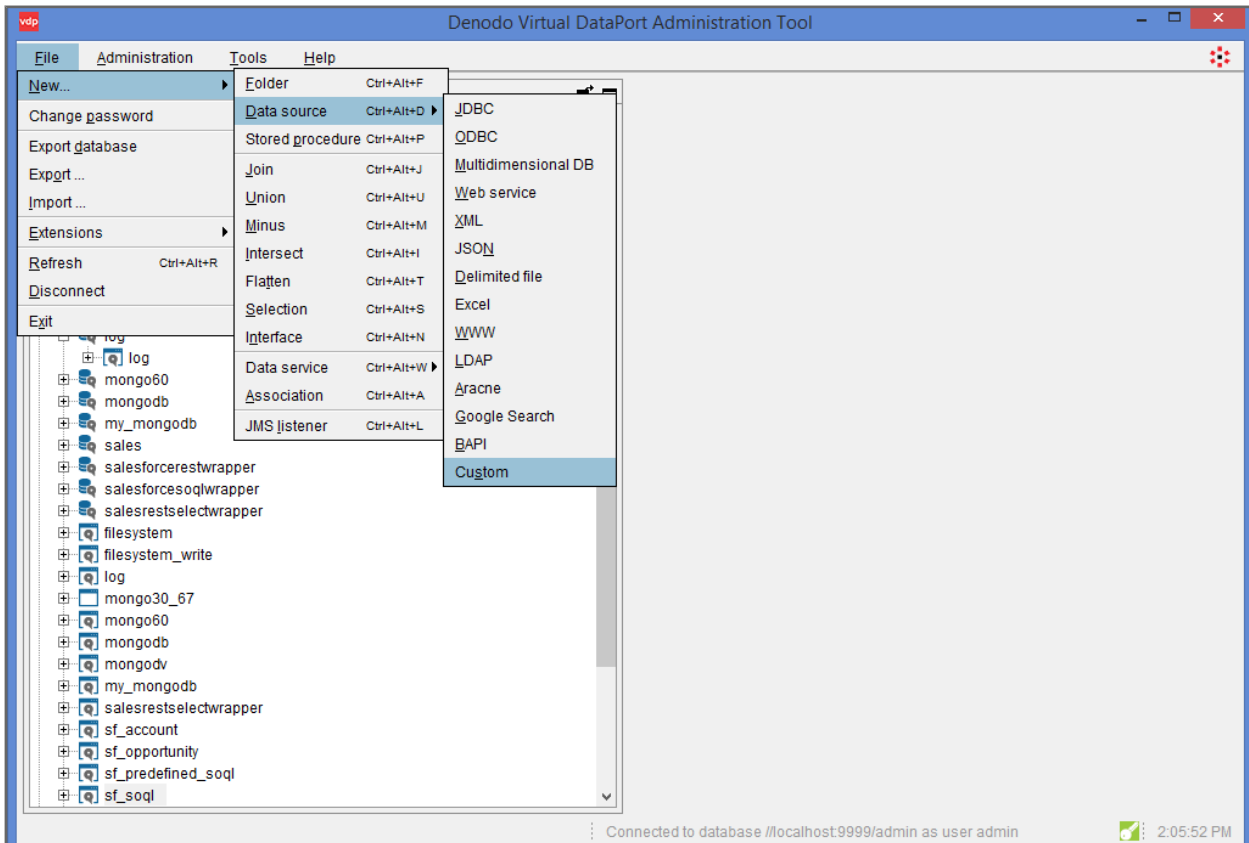 vdp
Denodo Virtual DataPort Administration Tool
File Administration Tools Help
New...
Change password
Export database
Export ...
Import ...
Extensions
Refresh Ctrl+Alt+R
Disconnect
Exit
Folder Ctrl+Alt+F
Data source Ctrl+Alt+D
Stored procedure Ctrl+Alt+P
Join Ctrl+Alt+J
Union Ctrl+Alt+U
Minus Ctrl+Alt+M
Intersect Ctrl+Alt+I
Flatten Ctrl+Alt+T
Selection Ctrl+Alt+S
Interface Ctrl+Alt+N
Data service Ctrl+Alt+W
Association Ctrl+Alt+A
JMS listener Ctrl+Alt+L
JDBC
ODBC
Multidimensional DB
Web service
XML
JSON
Delimited file
Excel
WWW
LDAP
Aracne
Google Search
BAPI
Custom
log
log
mongo60
mongodb
my_mongodb
sales
salesforcerestwrapper
salesforcesoqlwrapper
salesrestselectwrapper
filesystem
filesystem_write
log
mongo30_67
mongo60
mongodb
mongodv
my_mongodb
salesrestselectwrapper
sf_account
sf_opportunity
sf_predefined_soql
sf_soql
Connected to database //localhost:9999/admin as user admin
2:05:52 PM